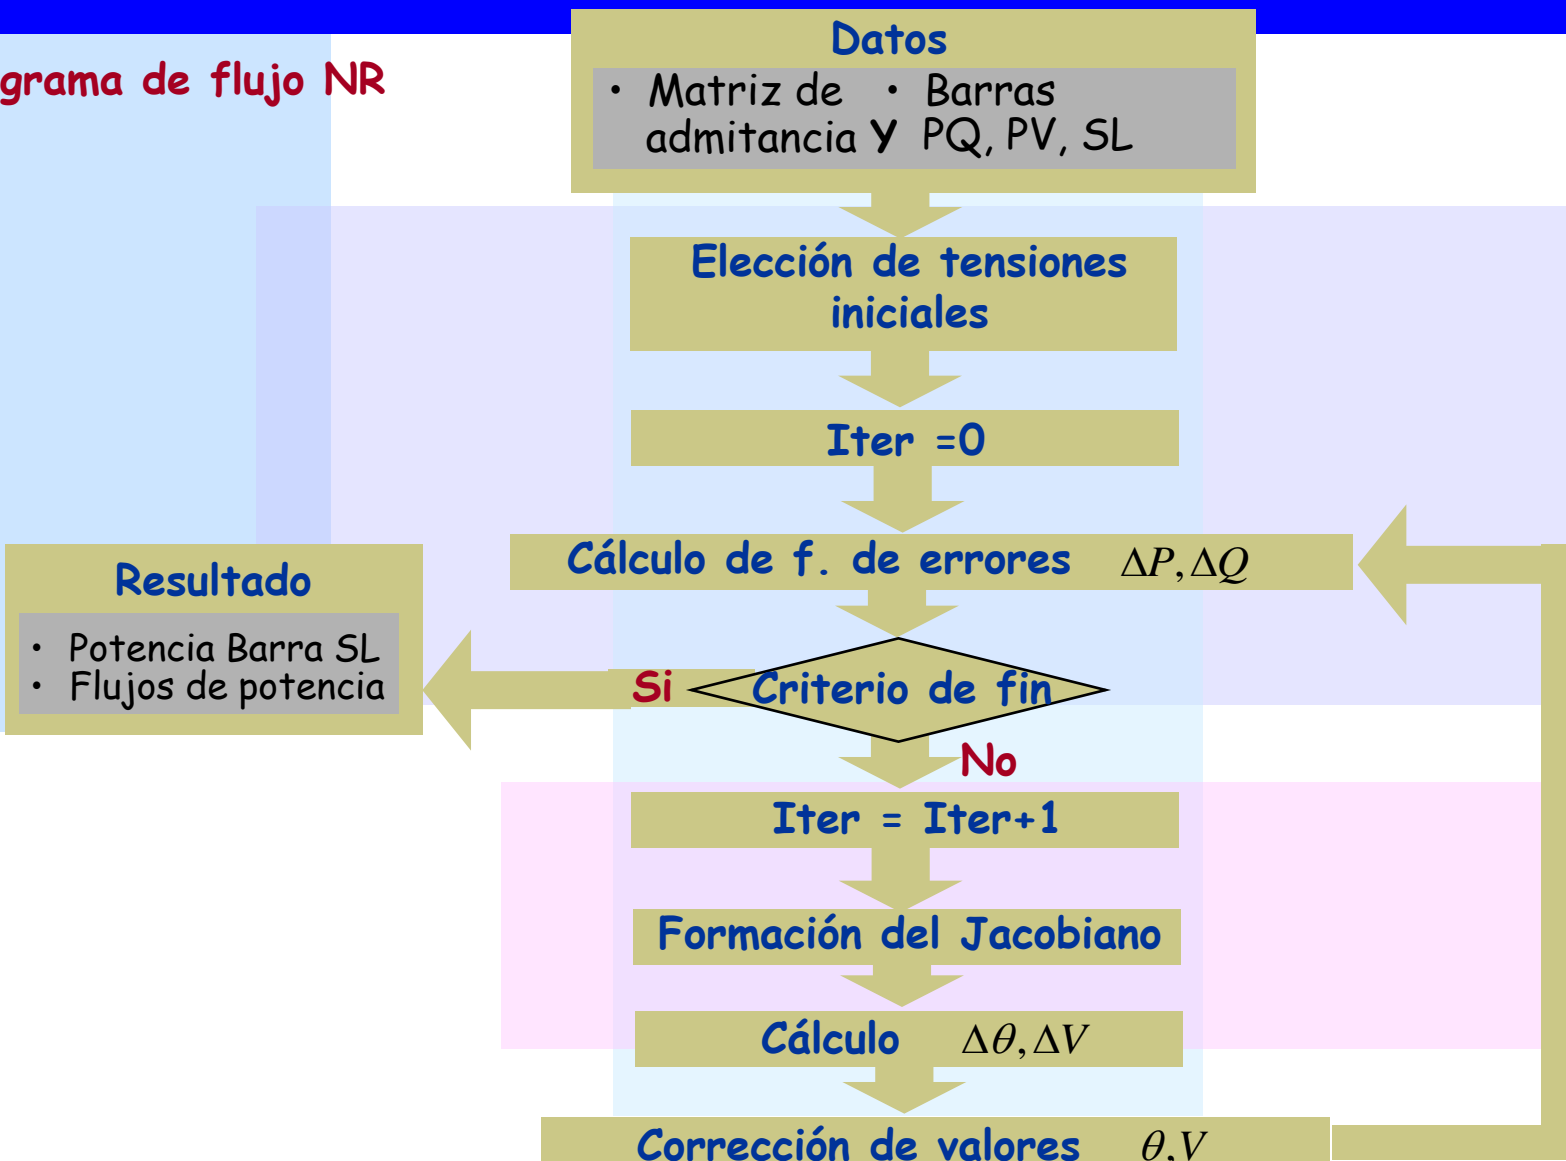 grama de flujo NR
Datos
• Matriz de
admitancia Y
• Barras
PQ, PV, SL
Elección de tensiones
iniciales
Iter =0
Cálculo de f. de errores ΔP,ΔQ
Resultado
• Potencia Barra SL
• Flujos de potencia
Si
Criterio de fin
No
Iter = Iter+1
Formación del Jacobiano
Cálculo Δθ,ΔV
Corrección de valores θ,V